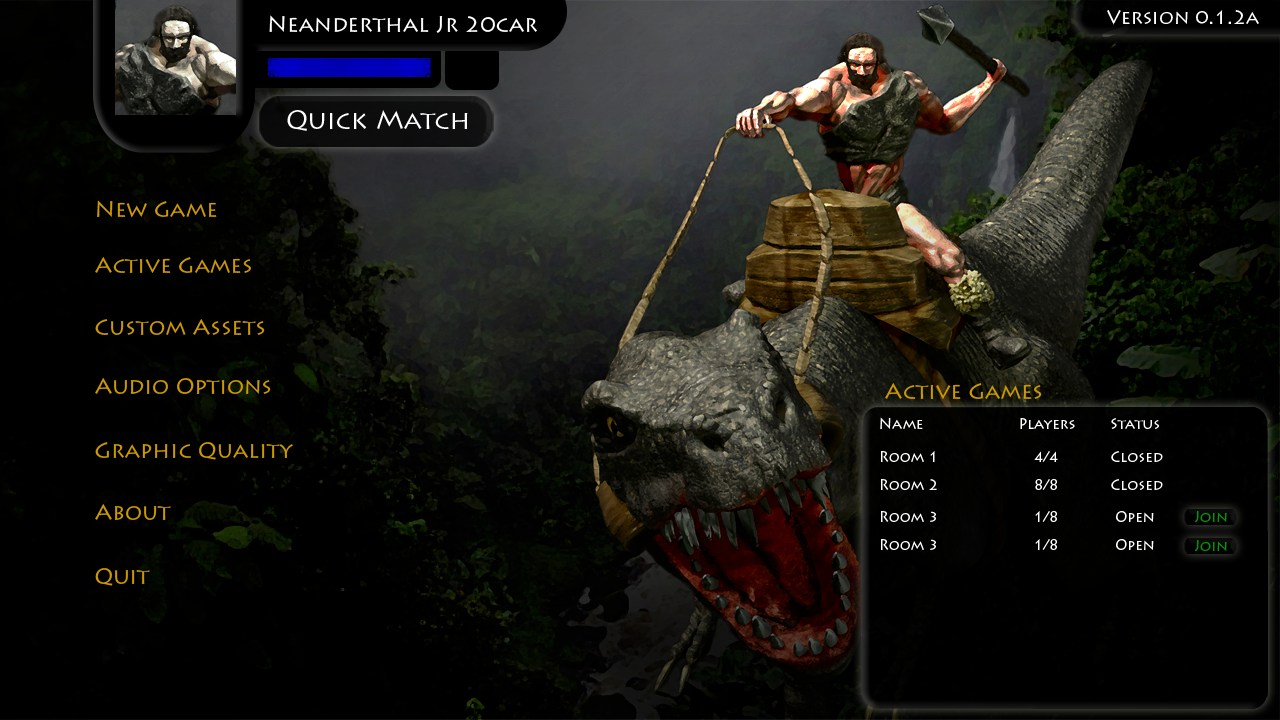 Neanderthal Jr 20car
Version 0.1.2a
Quick Match
New Game
Active Games
Custom Assets
Audio Options
Graphic Quality
About
Quit
Active Games
Name Players Status
Room 1 4/4 Closed
Room 2 8/8 Closed
Room 3 1/8 Open Join
Room 3 1/8 Open Join